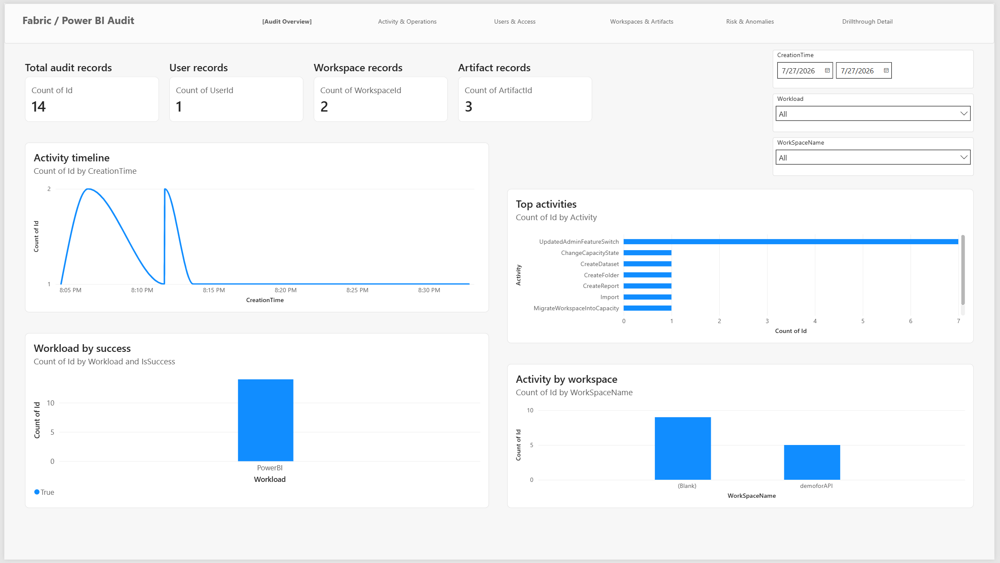 Fabric / Power BI Audit
[Audit Overview]
Activity & Operations
Users & Access
Workspaces & Artifacts
Risk & Anomalies
Drillthrough Detail
Total audit records
Count of Id
14
User records
Count of UserId
1
Workspace records
Count of WorkspaceId
2
Artifact records
Count of ArtifactId
3
CreationTime
7/27/2026
7/27/2026
Workload
All
WorkSpaceName
All
Activity timeline
Count of Id by CreationTime
Count of Id
2
1
8:05 PM
8:10 PM
8:15 PM
8:20 PM
8:25 PM
8:30 PM
CreationTime
Top activities
Count of Id by Activity
Activity
UpdatedAdminFeatureSwitch
ChangeCapacityState
CreateDataset
CreateFolder
CreateReport
Import
MigrateWorkspaceIntoCapacity
0
1
2
3
4
5
6
7
Count of Id
Workload by success
Count of Id by Workload and IsSuccess
Count of Id
10
5
0
PowerBI
Workload
True
Activity by workspace
Count of Id by WorkSpaceName
Count of Id
10
5
0
(Blank)
demoforAPI
WorkSpaceName